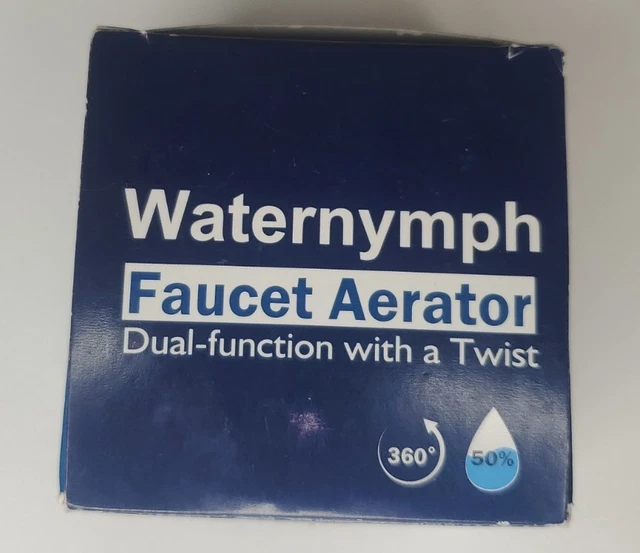 Waternymph
Faucet Aerator
Dual-function with a Twist
360°
50%